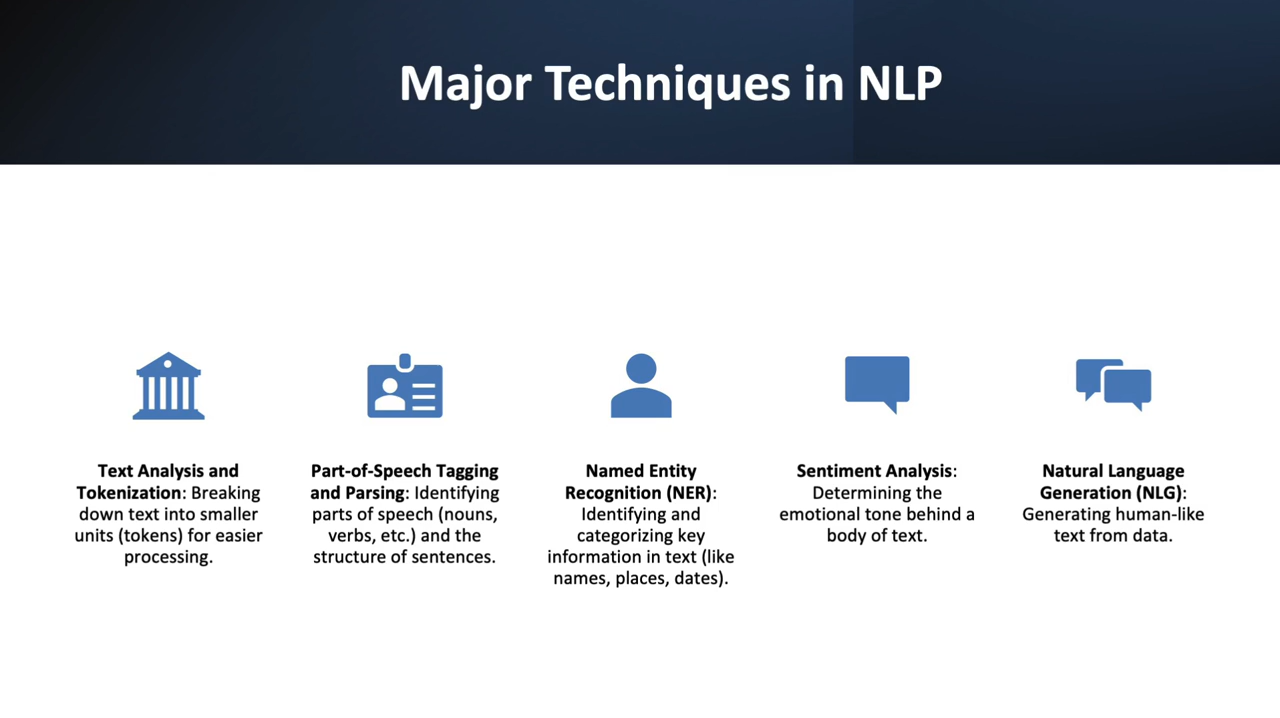 Major Techniques in NLP
Text Analysis and
Tokenization: Breaking
down text into smaller
units (tokens) for easier
processing.
Part-of-Speech Tagging
and Parsing: Identifying
parts of speech (nouns,
verbs, etc.) and the
structure of sentences.
Named Entity
Recognition (NER):
Identifying and
categorizing key
information in text (like
names, places, dates).
Sentiment Analysis:
Determining the
emotional tone behind a
body of text.
Natural Language
Generation (NLG):
Generating human-like
text from data.